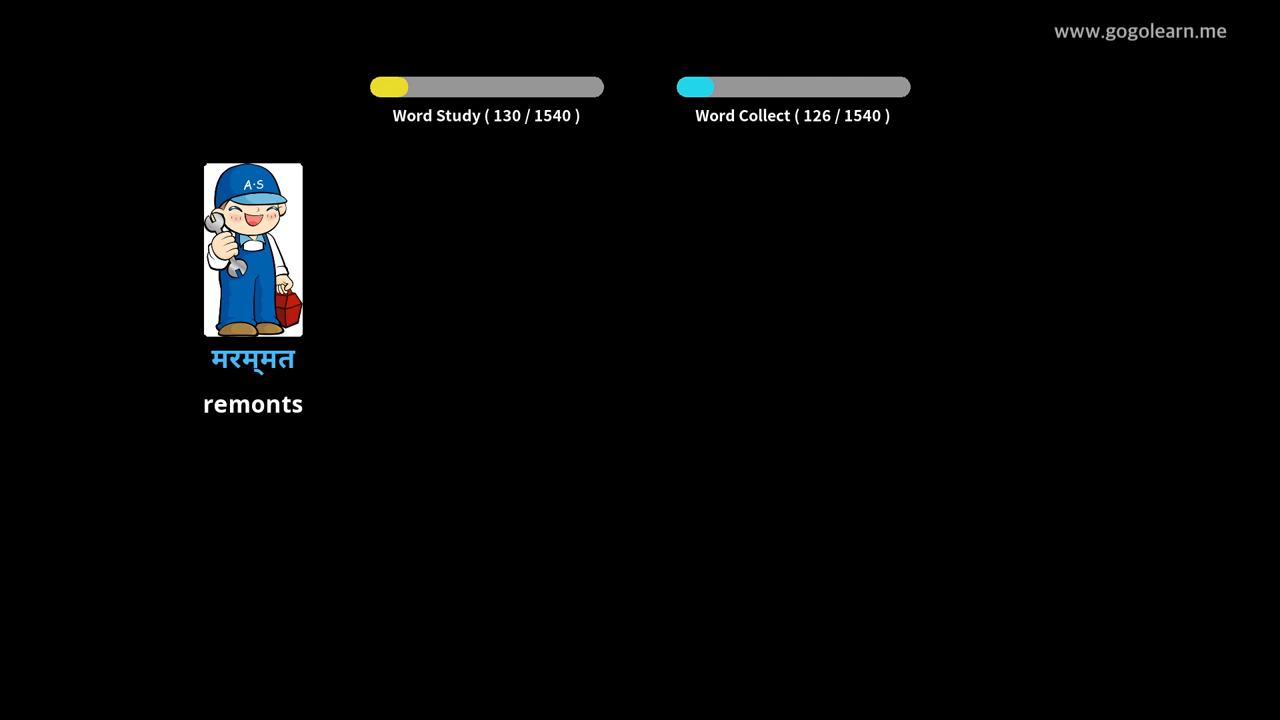 www.gogolearn.me
Word Study ( 130 / 1540 )
Word Collect ( 126 / 1540 )
A·S
मरम्मत
remonts